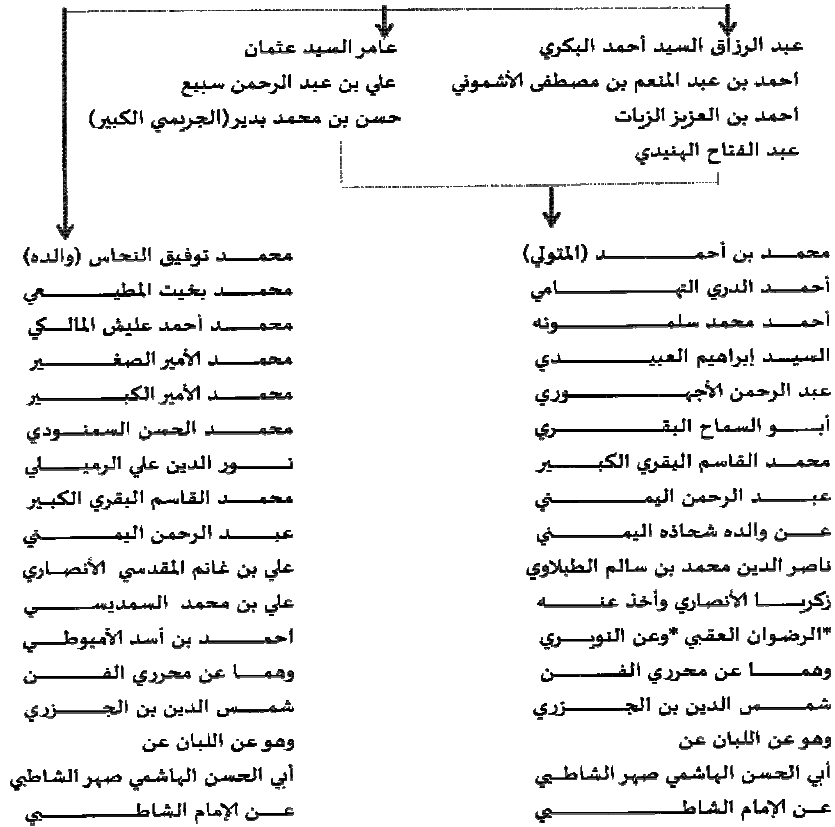 عبد الرزاق السيد أحمد البكري
أحمد بن عبد المنعم بن مصطفى الأشموني
أحمد بن العزيز الزيات
عبد الفتاح الهنيدي
عامر السيد عثمان
علي بن عبد الرحمن سبيع
حسن بن محمد بدير(الجريسي الكبير)
محمد بن أحمد (المتولي)
أحمد الدري التهامي
أحمد محمد سلمونه
السيد إبراهيم العبيدي
عبد الرحمن الأجهوري
أبو السماح البقري
محمد القاسم البقري الكبير
عبد الرحمن اليمني
عن والده شحاذه اليمني
ناصر الدين محمد بن سالم الطبلاوي
زكريا الأنصاري وأخذ عنه
*الرضوان العقبي *وعن النويري
وهما عن محرري الفن
شمس الدين بن الجزري
وهو عن اللبان عن
أبي الحسن الهاشمي صهر الشاطبي
عن الإمام الشاطبي
محمد توفيق النحاس (والده)
محمد بخيت المطيعي
محمد أحمد عليش المالكي
محمد الأمير الصغير
محمد الأمير الكبير
محمد الحسن السمنودي
نور الدين علي الرميلي
محمد القاسم البقري الكبير
عبد الرحمن اليمني
علي بن غانم المقدسي الأنصاري
علي بن محمد السمديسي
احمد بن أسد الأميوطي
وهما عن محرري الفن
شمس الدين بن الجزري
وهو عن اللبان عن
أبي الحسن الهاشمي صهر الشاطبي
عن الإمام الشاطبي